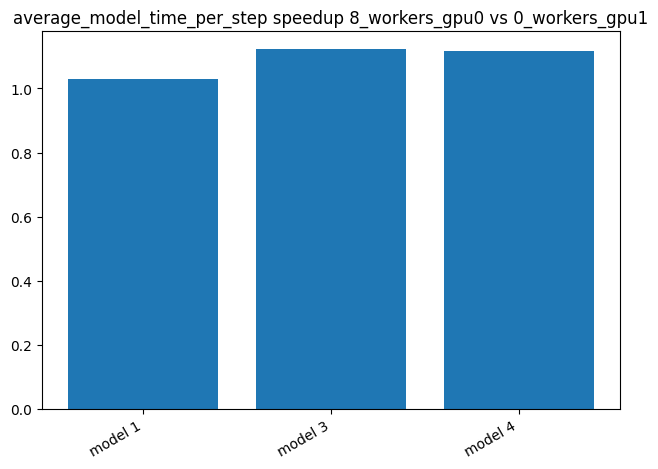 average_model_time_per_step speedup 8_workers_gpu0 vs 0_workers_gpu1
1.0
0.8
0.6
0.4
0.2
0.0
model 1
model 3
model 4